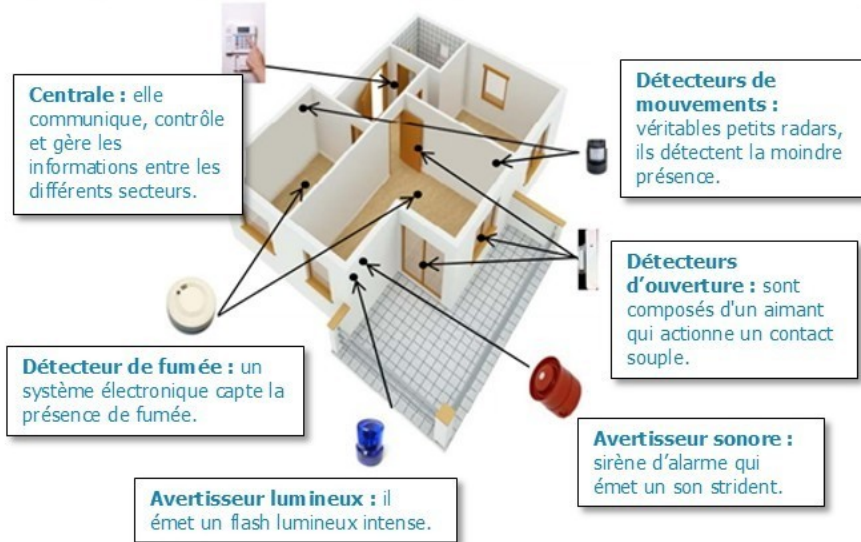 Centrale : elle
communique, contrôle
et gère les
informations entre les
différents secteurs.
Détecteurs de
mouvements :
véritables petits radars,
ils détectent la moindre
présence.
Détecteurs
d'ouverture : sont
composés d'un aimant
qui actionne un contact
souple.
Détecteur de fumée : un
système électronique capte la
présence de fumée.
Avertisseur sonore :
sirène d'alarme qui
émet un son strident.
Avertisseur lumineux : il
émet un flash lumineux intense.